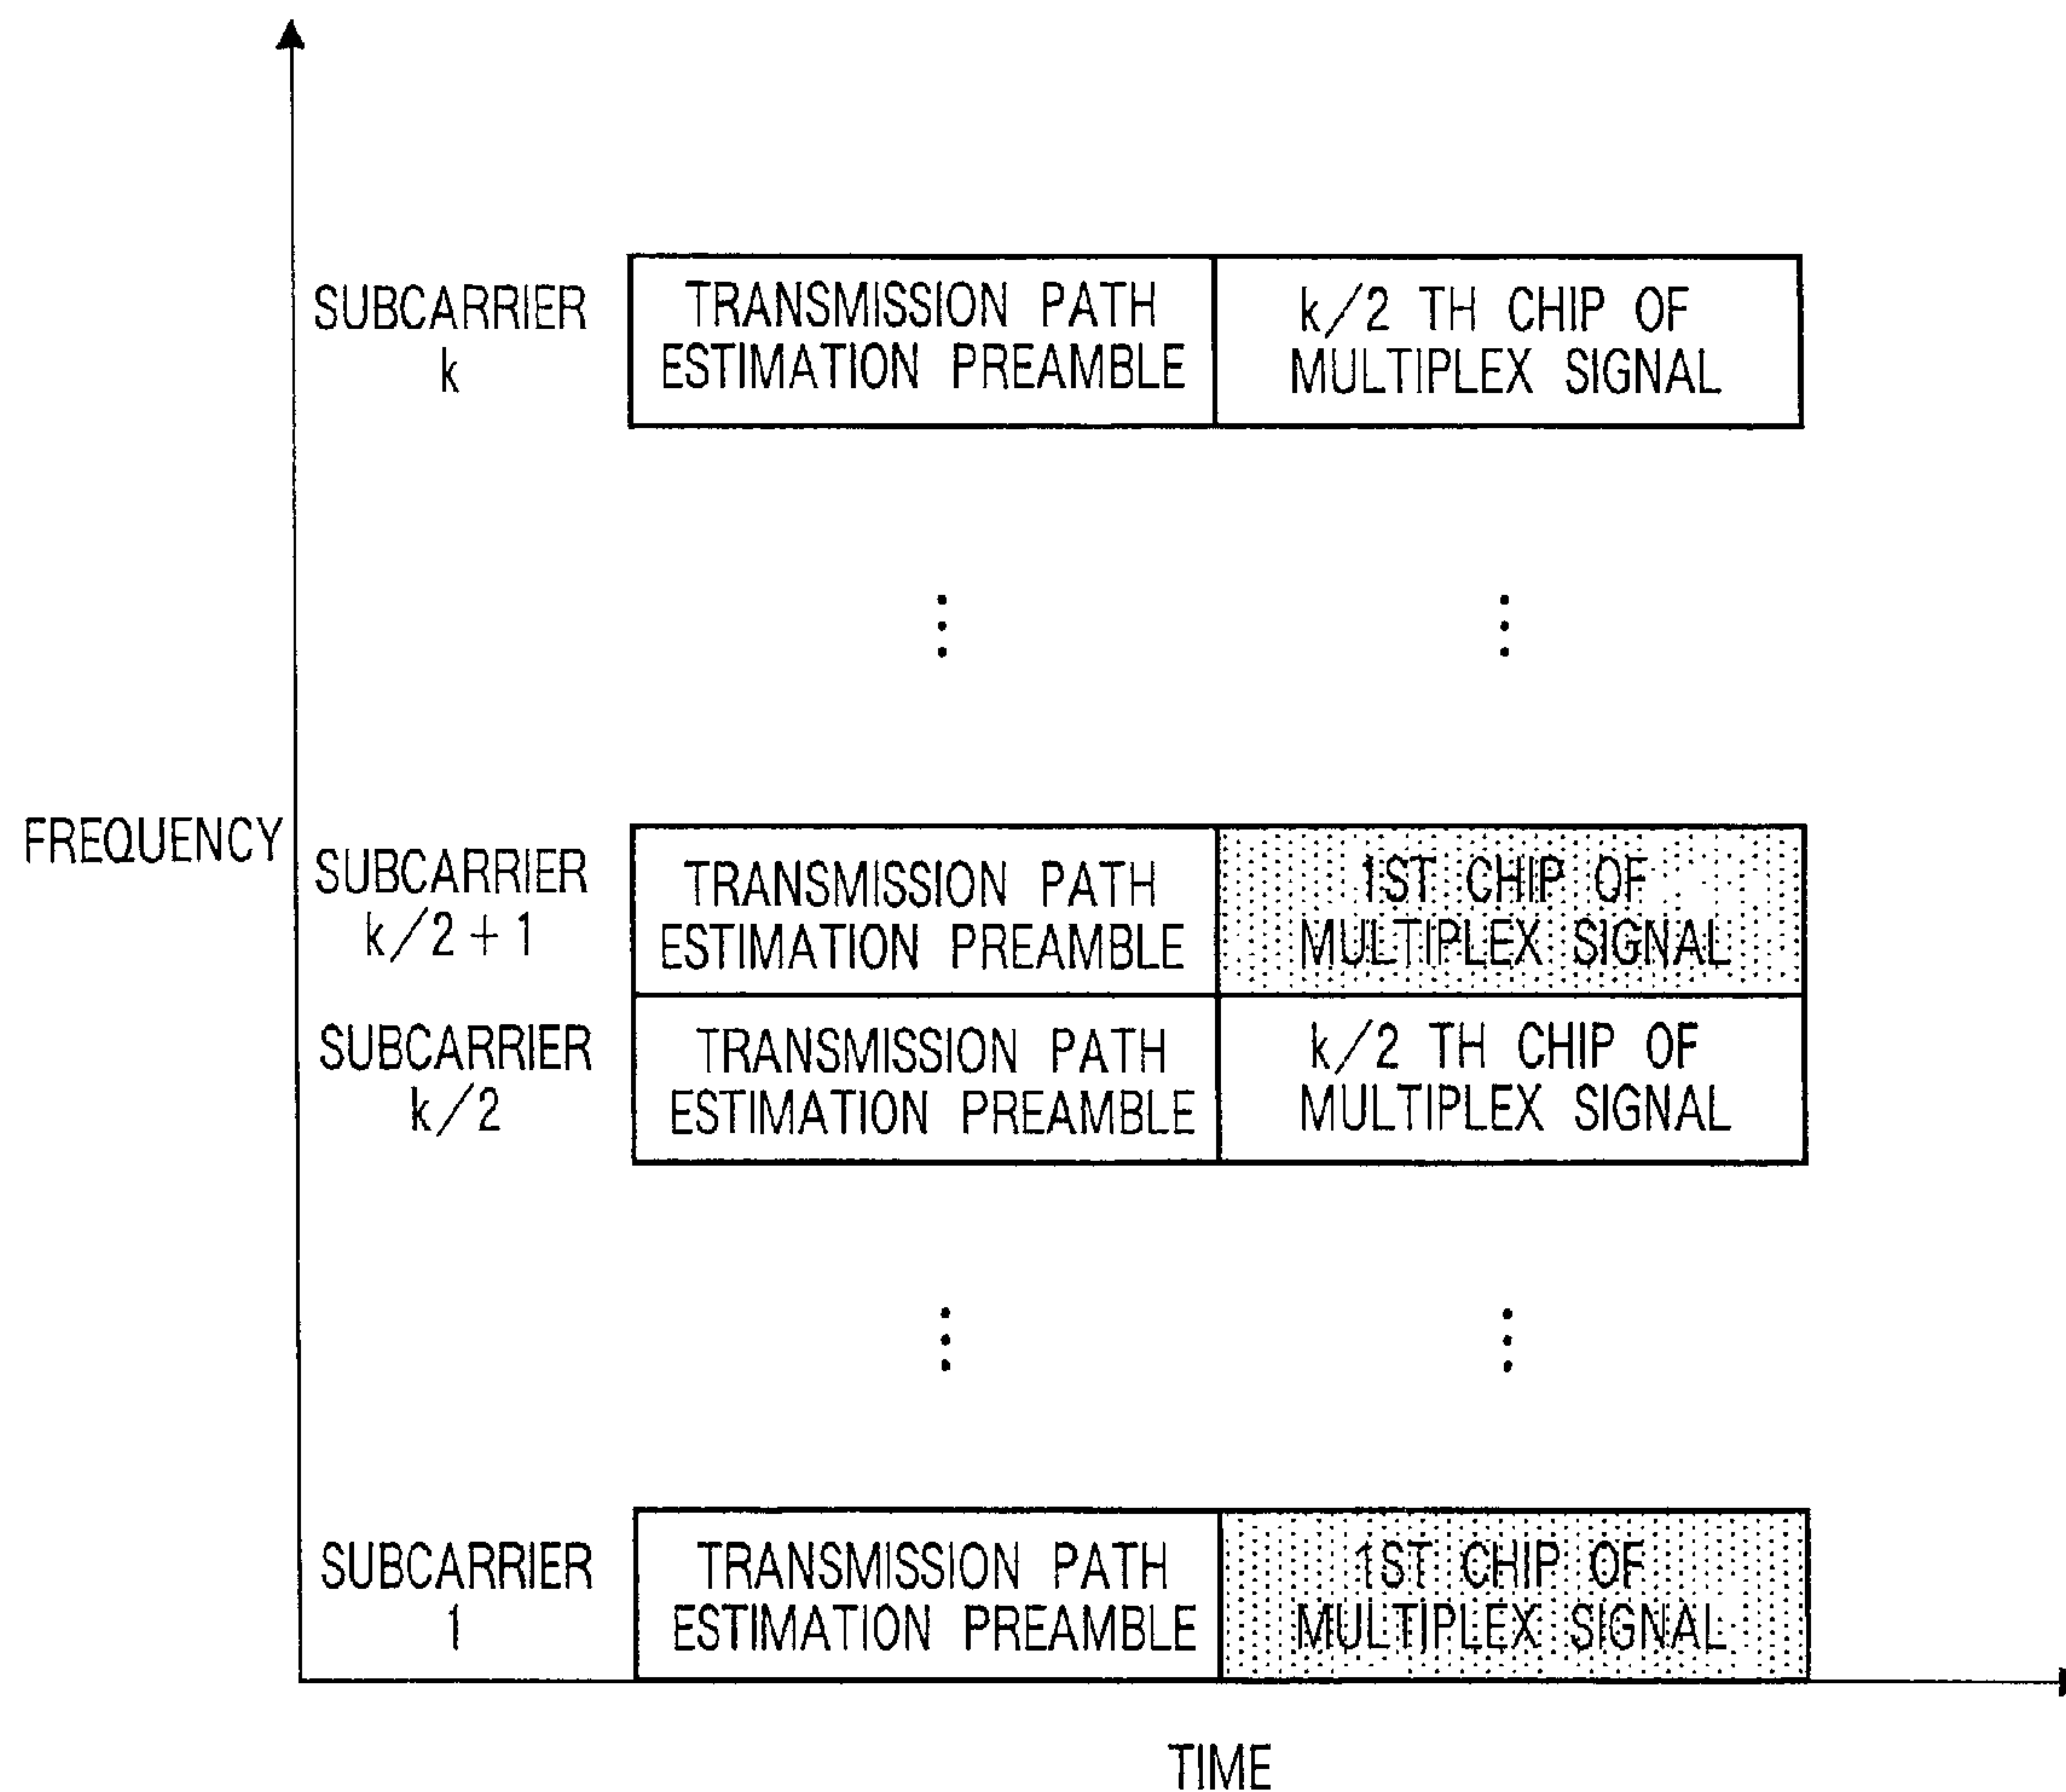 SUBCARRIER
k
TRANSMISSION PATH
ESTIMATION PREAMBLE
k/2 TH CHIP OF
MULTIPLEX SIGNAL
FREQUENCY
SUBCARRIER
k/2+1
TRANSMISSION PATH
ESTIMATION PREAMBLE
1ST CHIP OF
MULTIPLEX SIGNAL
SUBCARRIER
k/2
TRANSMISSION PATH
ESTIMATION PREAMBLE
k/2 TH CHIP OF
MULTIPLEX SIGNAL
SUBCARRIER
1
TRANSMISSION PATH
ESTIMATION PREAMBLE
1ST CHIP OF
MULTIPLEX SIGNAL
TIME